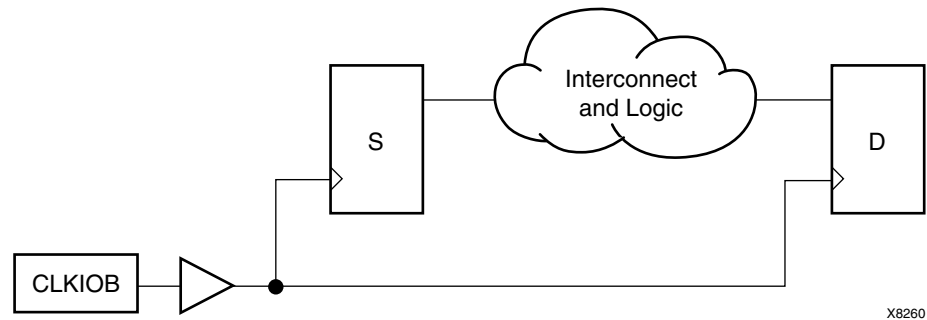 Interconnect
and Logic
S
D
CLKIOB
X8260